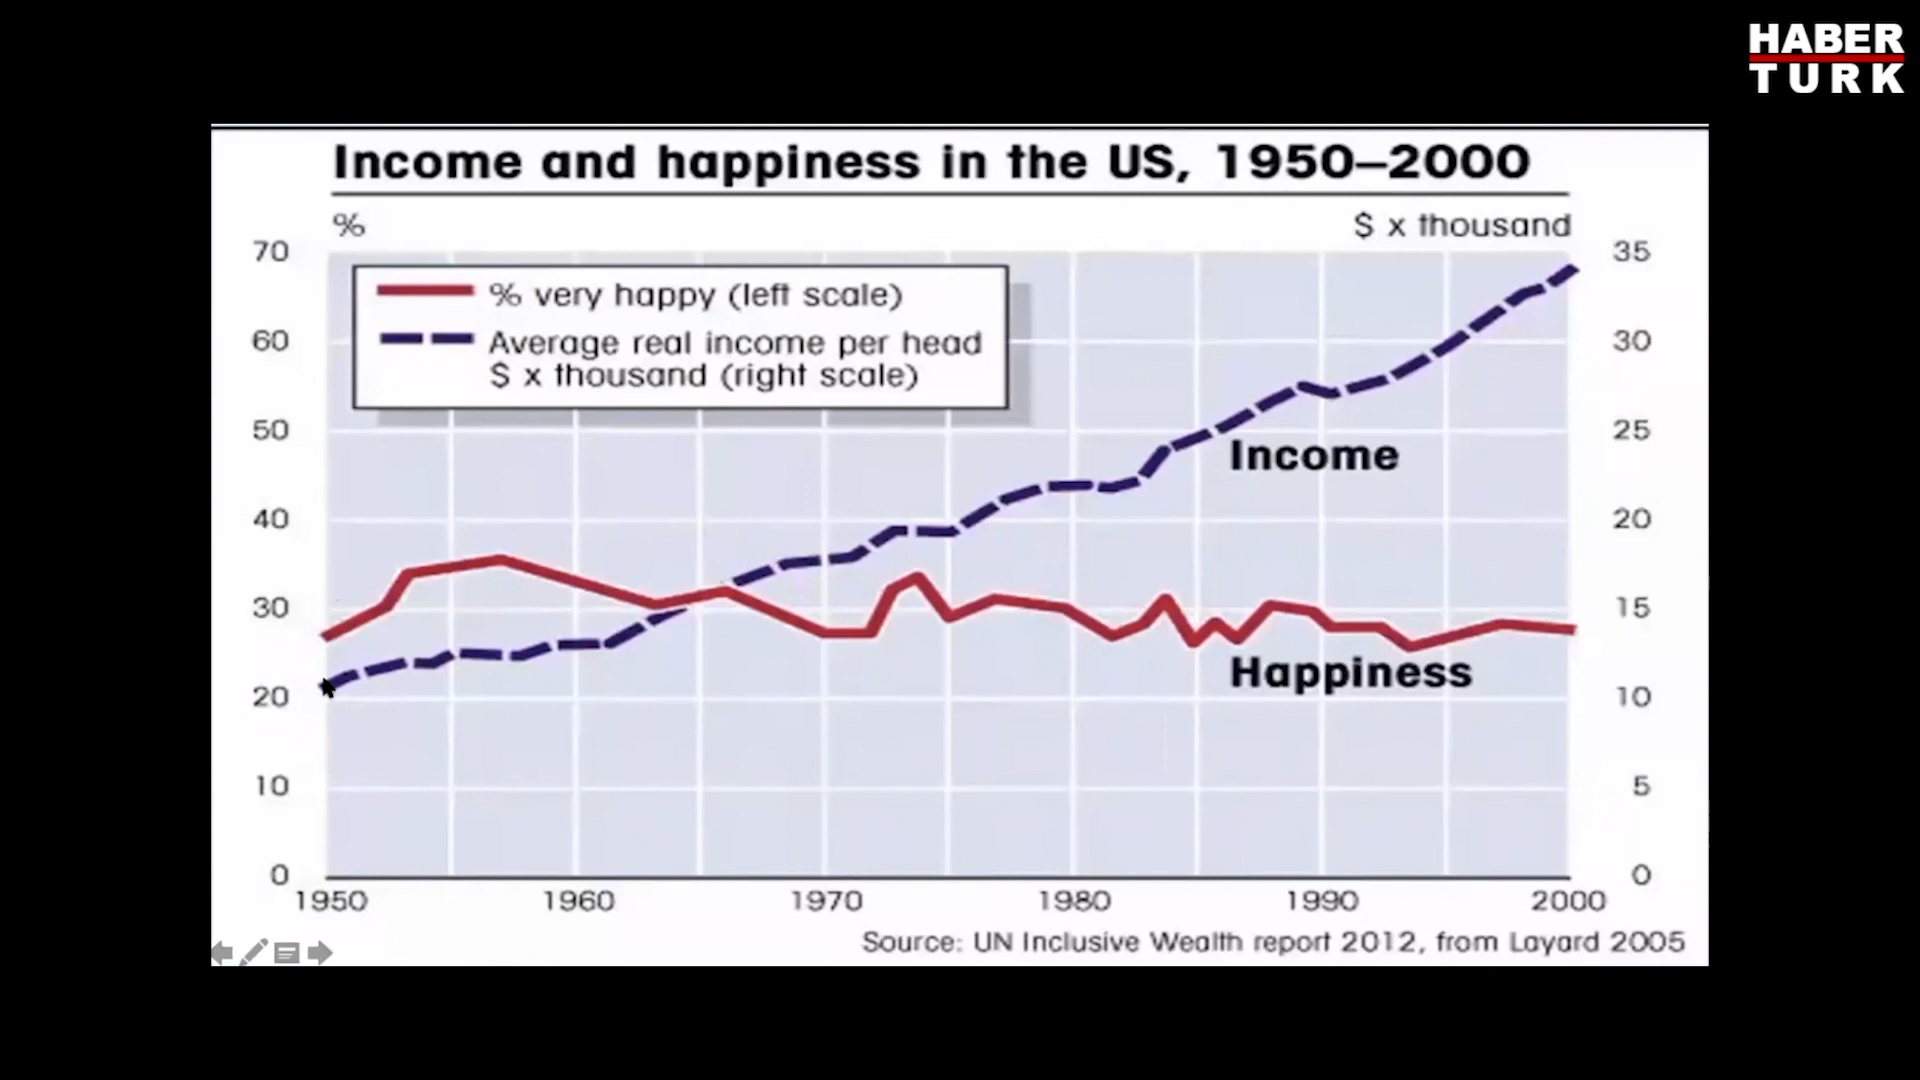 HABER
TURK
Income and happiness in the US, 1950–2000
%
$ x thousand
70
60
50
40
30
20
10
0
% very happy (left scale)
Average real income per head
$ x thousand (right scale)
Income
Happiness
35
30
25
20
15
10
5
0
1950 1960 1970 1980 1990 2000
Source: UN Inclusive Wealth report 2012, from Layard 2005